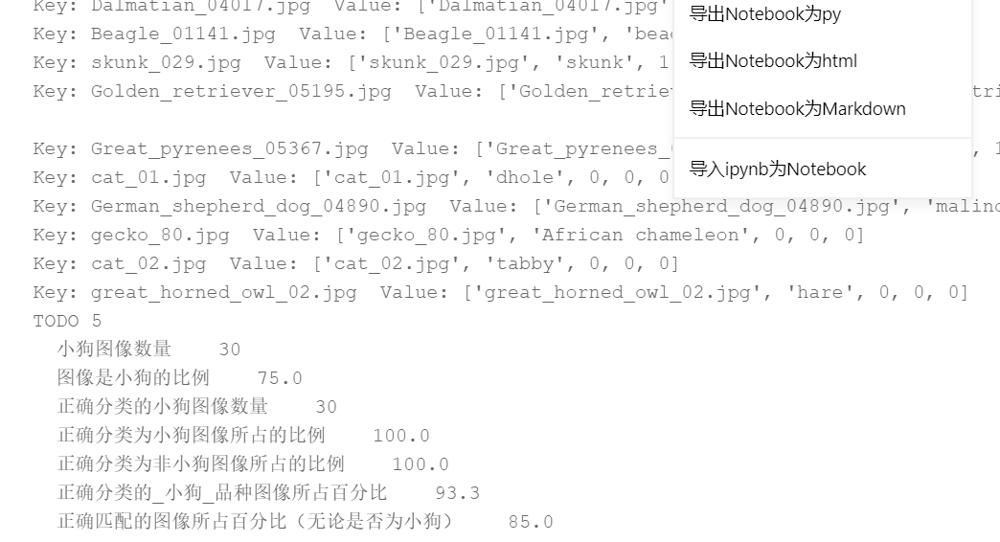 Key: Dalmatian_04017.jpg  Value: ['Dalmatian_04017.jpg'
Key: Beagle_01141.jpg  Value: ['Beagle_01141.jpg', 'bea
Key: skunk_029.jpg  Value: ['skunk_029.jpg', 'skunk', 1
Key: Golden_retriever_05195.jpg  Value: ['Golden_retrie
tri
Key: Great_pyrenees_05367.jpg  Value: ['Great_pyrenees_
, 1
Key: cat_01.jpg  Value: ['cat_01.jpg', 'dhole', 0, 0, 0
Key: German_shepherd_dog_04890.jpg  Value: ['German_shepherd_dog_04890.jpg', 'malino
Key: gecko_80.jpg  Value: ['gecko_80.jpg', 'African chameleon', 0, 0, 0]
Key: cat_02.jpg  Value: ['cat_02.jpg', 'tabby', 0, 0, 0]
Key: great_horned_owl_02.jpg  Value: ['great_horned_owl_02.jpg', 'hare', 0, 0, 0]
TODO 5
小狗图像数量    30
图像是小狗的比例    75.0
正确分类的小狗图像数量    30
正确分类为小狗图像所占的比例    100.0
正确分类为非小狗图像所占的比例    100.0
正确分类的_小狗_品种图像所占百分比    93.3
正确匹配的图像所占百分比（无论是否为小狗）    85.0
导出Notebook为py
导出Notebook为html
导出Notebook为Markdown
导入ipynb为Notebook